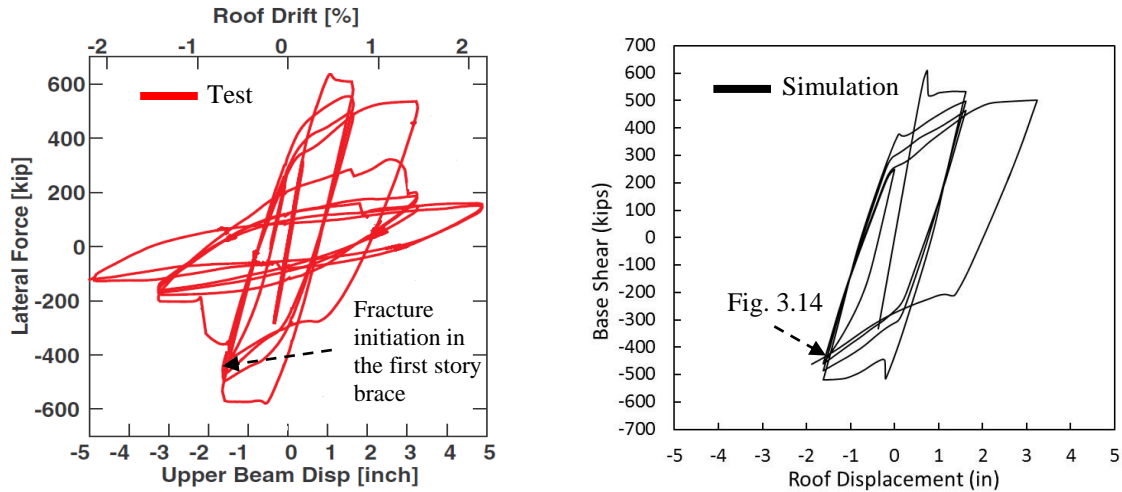 Roof Drift [%]
-2 -1 0 1 2
600
400
200
0
-200
-400
-600
Lateral Force [kip]
Test
Fracture
initiation in
the first story
brace
-5 -4 -3 -2 -1 0 1 2 3 4 5
Upper Beam Disp [inch]
700
600
500
400
300
200
100
0
-100
-200
-300
-400
-500
-600
-700
Base Shear (kips)
Simulation
Fig. 3.14
-5 -4 -3 -2 -1 0 1 2 3 4 5
Roof Displacement (in)